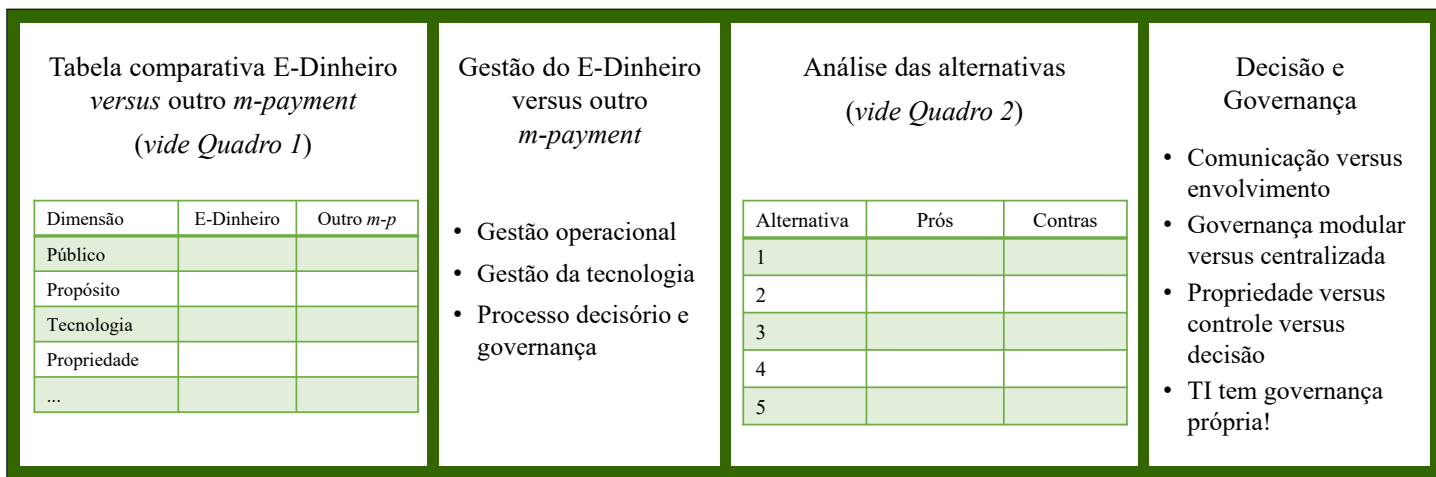 Tabela comparativa E-Dinheiro
versus outro m-payment
(vide Quadro 1)
Dimensão E-Dinheiro Outro m-p
Público
Propósito
Tecnologia
Propriedade
...
Gestão do E-Dinheiro
versus outro
m-payment
• Gestão operacional
• Gestão da tecnologia
• Processo decisório e
governança
Análise das alternativas
(vide Quadro 2)
Alternativa Prós Contras
1
2
3
4
5
Decisão e
Governança
• Comunicação versus
envolvimento
• Governança modular
versus centralizada
• Propriedade versus
controle versus
decisão
• TI tem governança
própria!